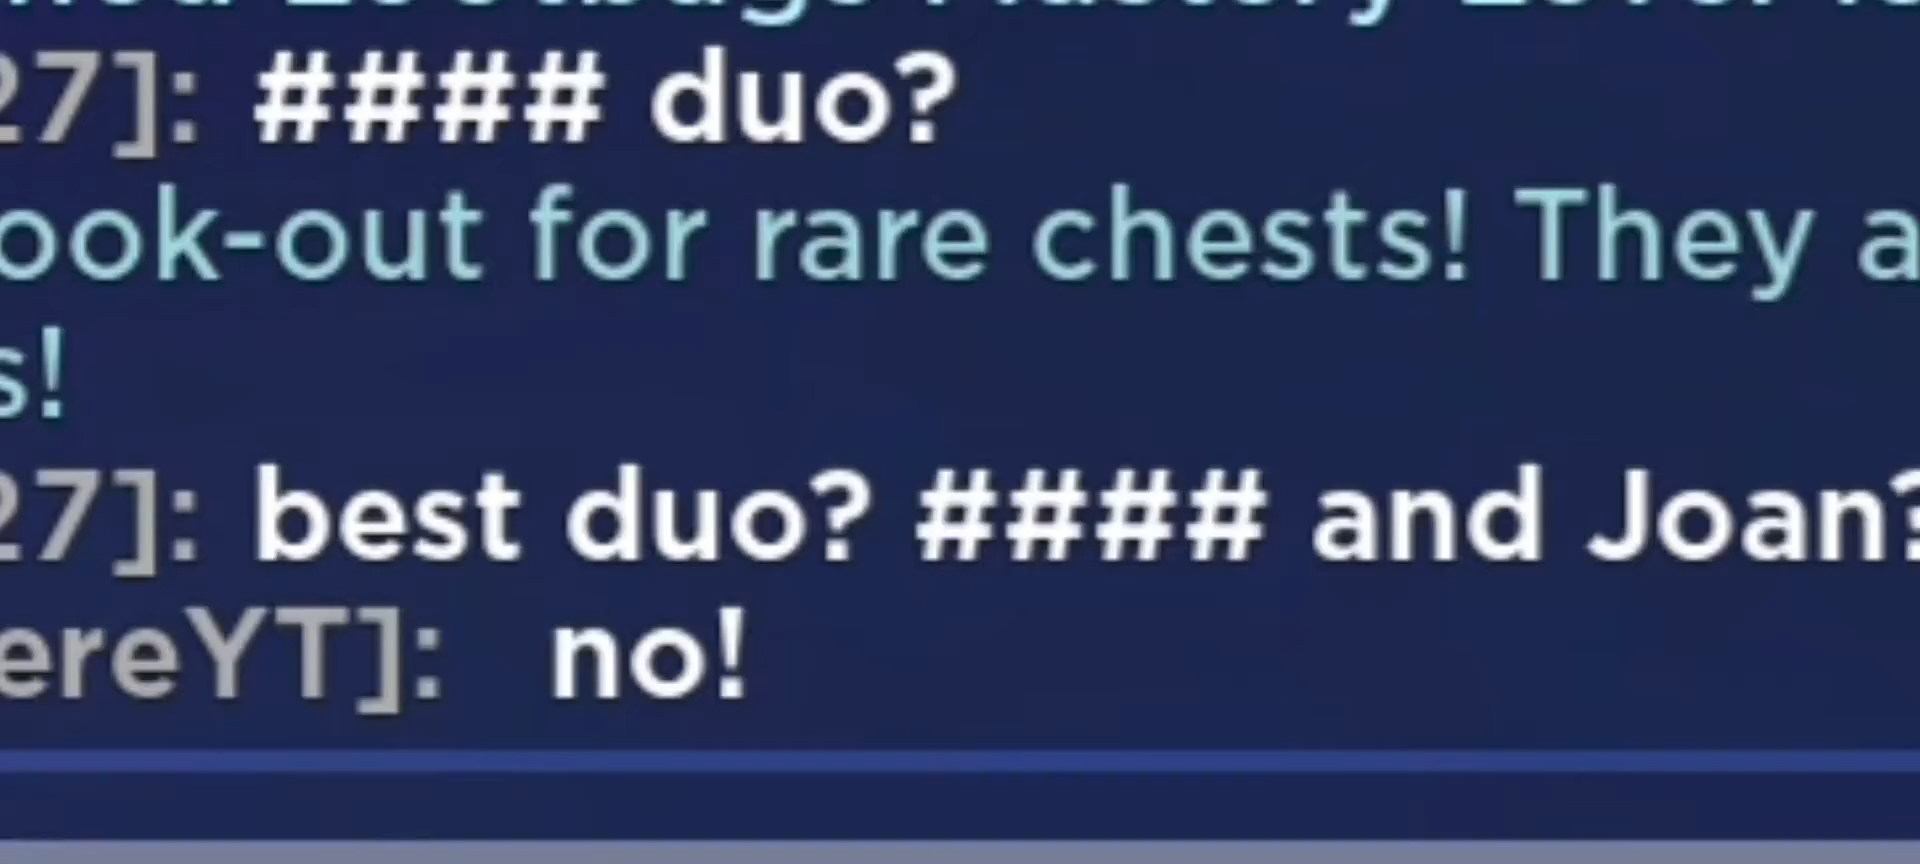 27]: #### duo?
ook-out for rare chests! They a
s!
27]: best duo? #### and Joan?
ereYT]: no!